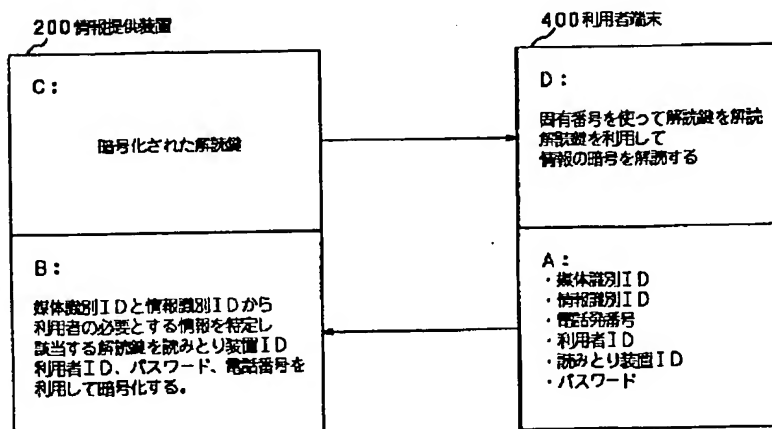 200情報提供装置
400利用者端末
C:
暗号化された解読鍵
D:
固有番号を使って解読鍵を解読
解読鍵を利用して
情報の暗号を解読する
B:
媒体識別IDと情報識別IDから
利用者の必要とする情報を特定し
該当する解読鍵を読みとり装置ID
利用者ID、パスワード、電話番号を
利用して暗号化する。
A:
・媒体識別ID
・情報識別ID
・電話発番号
・利用者ID
・読みとり装置ID
・パスワード